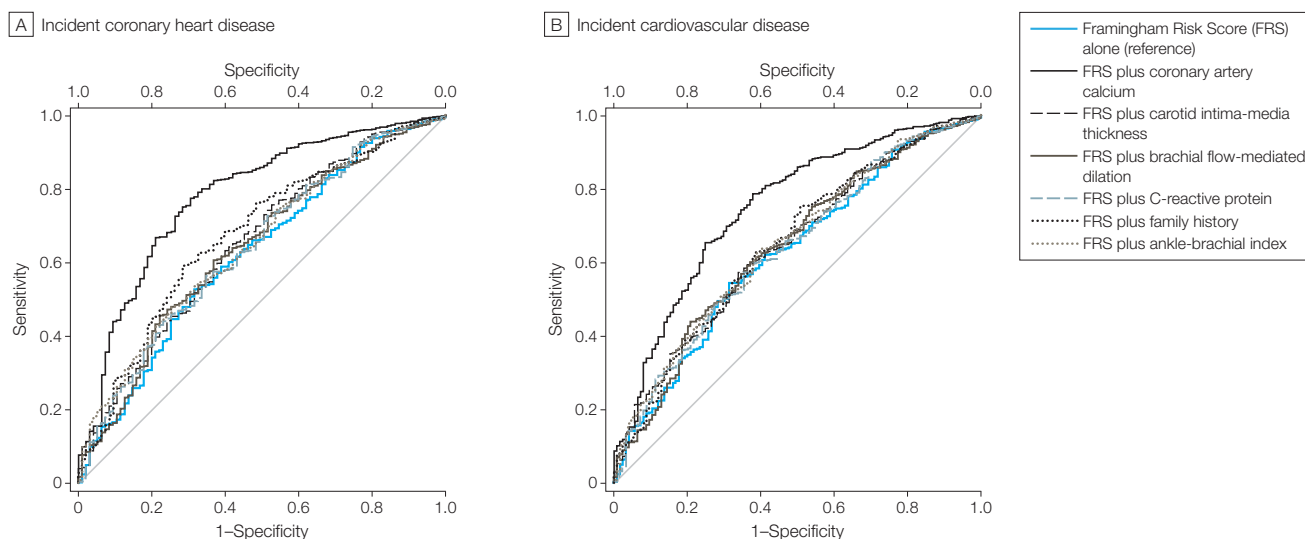 A Incident coronary heart disease
Specificity
1.0 0.8 0.6 0.4 0.2 0.0
1.0
0.8
0.6
0.4
0.2
0
Sensitivity
0 0.2 0.4 0.6 0.8 1.0
1–Specificity
B Incident cardiovascular disease
Specificity
1.0 0.8 0.6 0.4 0.2 0.0
1.0
0.8
0.6
0.4
0.2
0
Sensitivity
0 0.2 0.4 0.6 0.8 1.0
1–Specificity
Framingham Risk Score (FRS)
alone (reference)
FRS plus coronary artery
calcium
FRS plus carotid intima-media
thickness
FRS plus brachial flow-mediated
dilation
FRS plus C-reactive protein
FRS plus family history
FRS plus ankle-brachial index